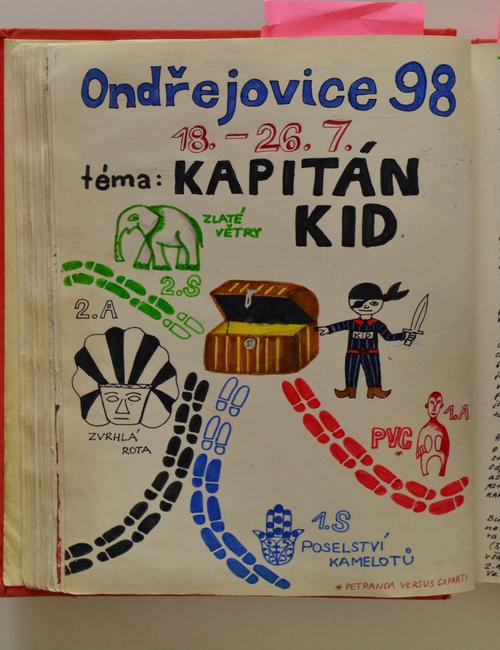 Ondřejovice 98
18. – 26. 7.
téma: KAPITÁN
KID
ZLATÉ
VĚTRY
2.S
2.A
KID
ZVRHLÁ
ROTA
1.A
PVC
*
1.S
POSELSTVÍ
KAMELOTŮ
* PETRANDA VERSUS CAPARTI